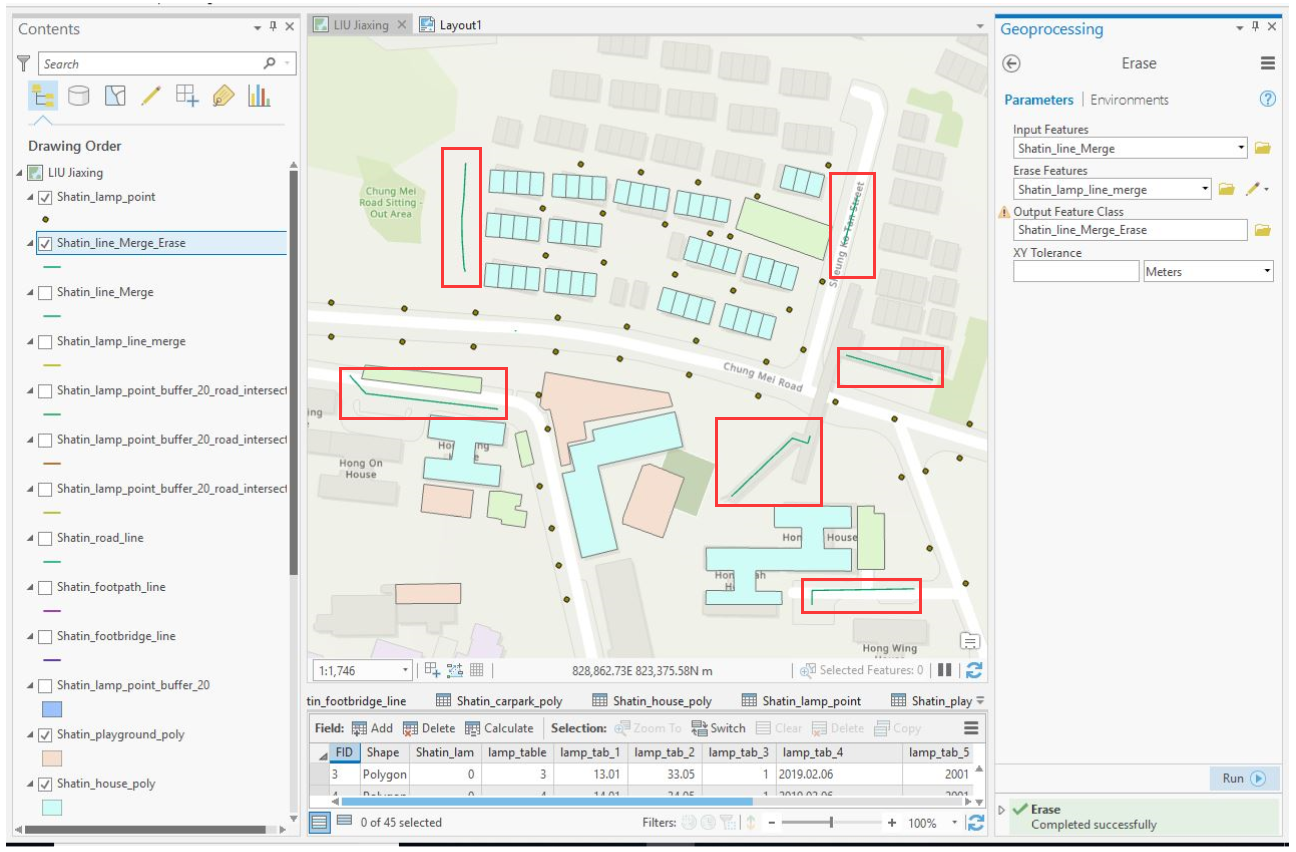 Contents
Search
Drawing Order
LIU Jiaxing
Shatin_lamp_point
Shatin_line_Merge_Erase
Shatin_line_Merge
Shatin_lamp_line_merge
Shatin_lamp_point_buffer_20_road_intersect
Shatin_lamp_point_buffer_20_road_intersect
Shatin_lamp_point_buffer_20_road_intersect
Shatin_road_line
Shatin_footpath_line
Shatin_footbridge_line
Shatin_lamp_point_buffer_20
Shatin_playground_poly
Shatin_house_poly
LIU Jiaxing Layout1
Chung Mei
Road Sitting -
Out Area
Sheung Ko Tan Street
Chung Mei Road
ing
Hong On
House
Ho ng
Hon House
Hon ah
H
Hong Wing
1:1,746 828,862.73E 823,375.58N m Selected Features: 0
tin_footbridge_line Shatin_carpark_poly Shatin_house_poly Shatin_lamp_point Shatin_play
Field: Add Delete Calculate Selection: Zoom To Switch Clear Delete Copy
FID Shape Shatin_lam lamp_table lamp_tab_1 lamp_tab_2 lamp_tab_3 lamp_tab_4 lamp_tab_5
3 Polygon 0 3 13.01 33.05 1 2019.02.06 2001
0 of 45 selected Filters: - + 100%
Geoprocessing
Erase
Parameters | Environments
Input Features
Shatin_line_Merge
Erase Features
Shatin_lamp_line_merge
Output Feature Class
Shatin_line_Merge_Erase
XY Tolerance
Meters
Run
Erase
Completed successfully